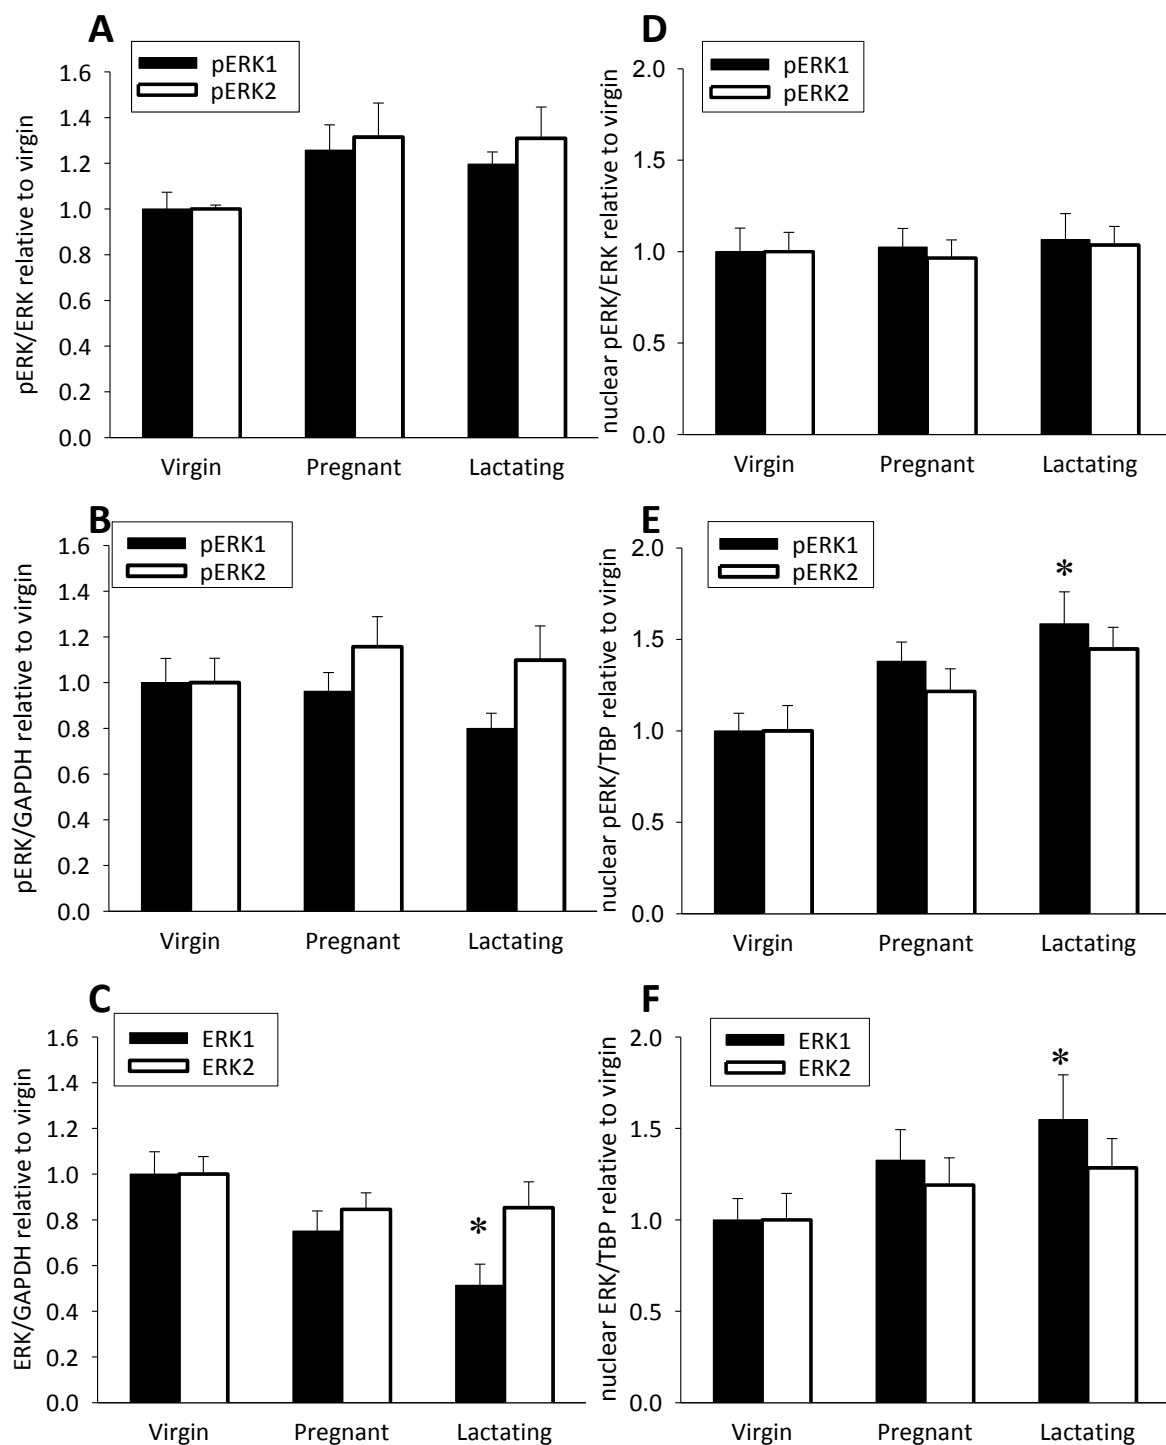 A
pERK1
pERK2
pERK/ERK relative to virgin
1.6
1.4
1.2
1.0
0.8
0.6
0.4
0.2
0.0
Virgin Pregnant Lactating
D
pERK1
pERK2
nuclear pERK/ERK relative to virgin
2.0
1.5
1.0
0.5
0.0
Virgin Pregnant Lactating
B
pERK1
pERK2
pERK/GAPDH relative to virgin
1.6
1.4
1.2
1.0
0.8
0.6
0.4
0.2
0.0
Virgin Pregnant Lactating
E
pERK1
pERK2
nuclear pERK/TBP relative to virgin
2.0
1.5
1.0
0.5
0.0
*
Virgin Pregnant Lactating
C
ERK1
ERK2
ERK/GAPDH relative to virgin
1.6
1.4
1.2
1.0
0.8
0.6
0.4
0.2
0.0
*
Virgin Pregnant Lactating
F
ERK1
ERK2
nuclear ERK/TBP relative to virgin
2.0
1.5
1.0
0.5
0.0
*
Virgin Pregnant Lactating